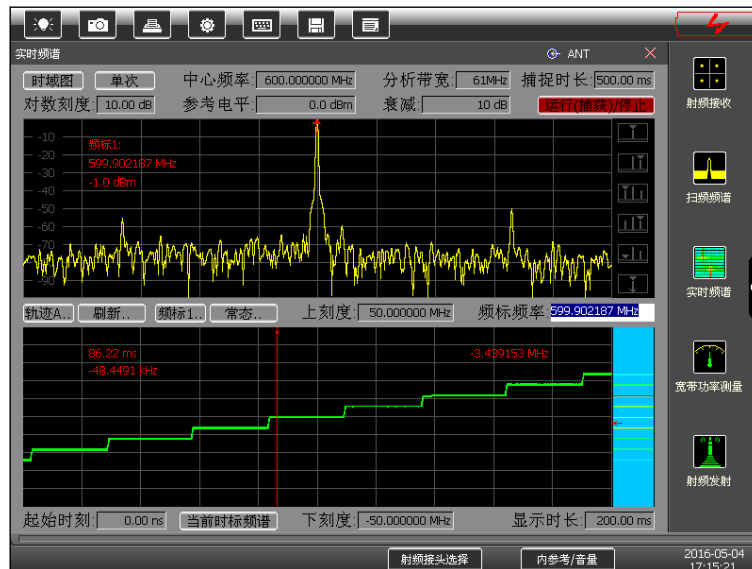 实时频谱
ANT
时域图 单次 中心频率: 600.000000 MHz 分析带宽: 61MHz 捕捉时长: 500.00 ms
对数刻度: 10.00 dB 参考电平: 0.0 dBm 衰减: 10 dB 运行(捕获)/停止
-10
-20
-30
-40
-50
-60
-70
-90
频标1:
599.902187 MHz
-1.0 dBm
轨迹A.. 刷新.. 频标1.. 常态.. 上刻度: 50.000000 MHz 频标频率: 599.902187 MHz
86.22 ms
-48.4491 kHz
-3.439153 MHz
起始时刻: 0.00 ns 当前时标频谱 下刻度: -50.000000 MHz 显示时长: 200.00 ms
射频接收
扫频频谱
实时频谱
宽带功率测量
射频发射
射频接头选择 内参考/音量
2016-05-04
17:15:21